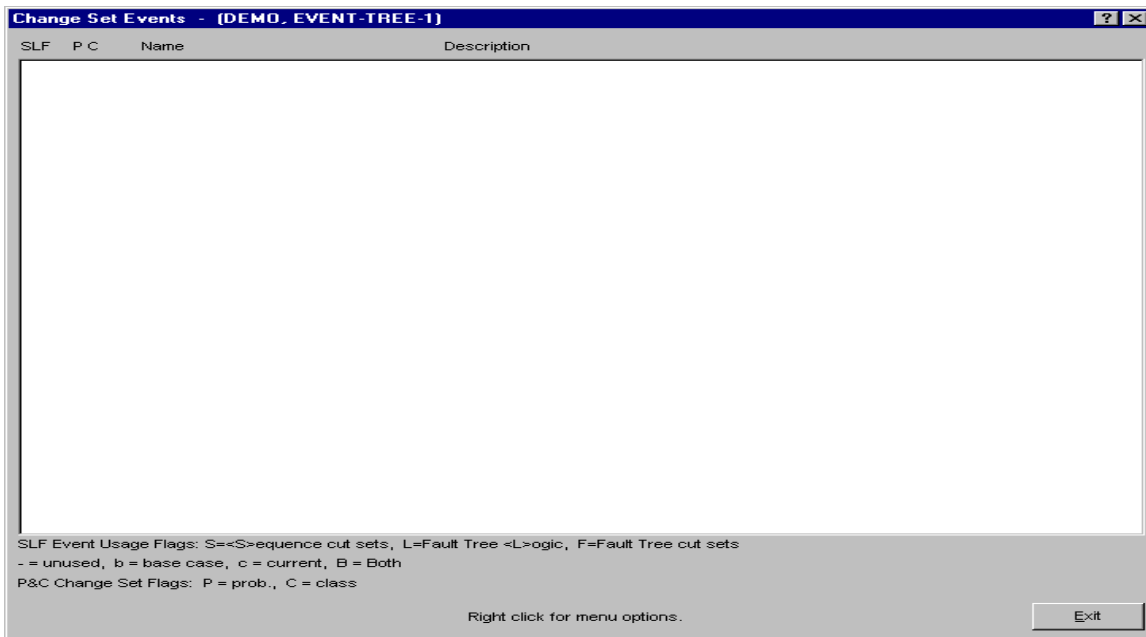 Change Set Events - (DEMO, EVENT-TREE-1)
SLF P C Name Description
SLF Event Usage Flags: S=<S>equence cut sets, L=Fault Tree <L>ogic, F=Fault Tree cut sets
- = unused, b = base case, c = current, B = Both
P&C Change Set Flags: P = prob., C = class
Right click for menu options.
Exit